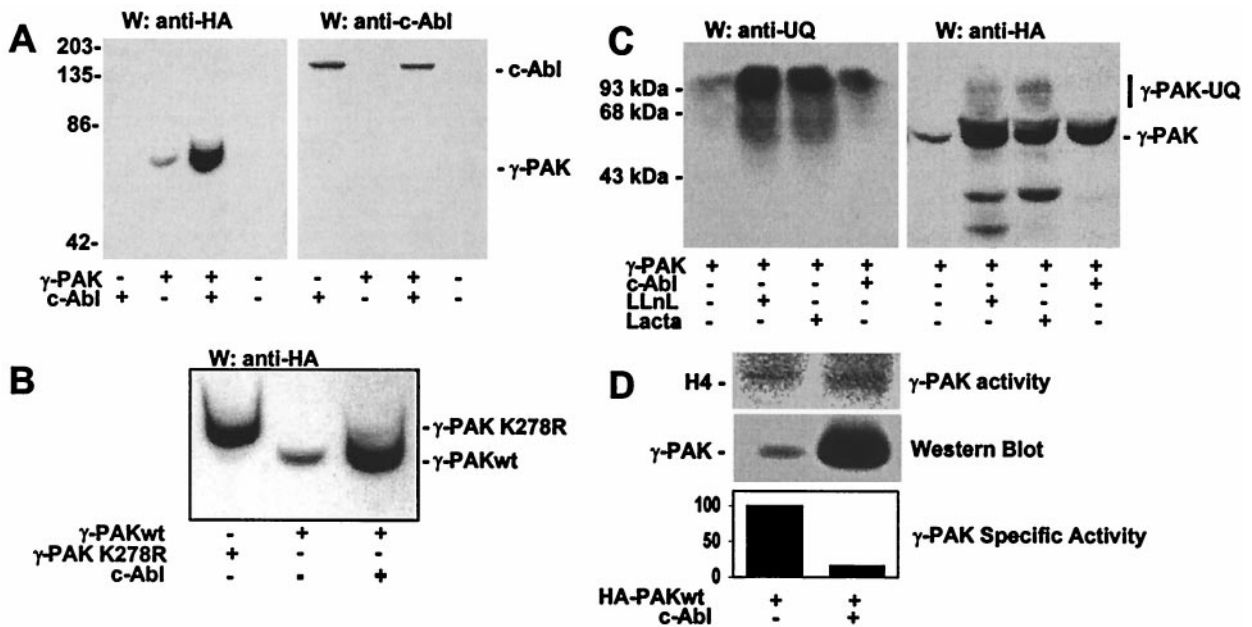 A
W: anti-HA W: anti-c-Abl
203-
135-
86-
42-
- c-Abl
- γ-PAK
γ-PAK - + + - - + + -
c-Abl + - + - + - + -
B
W: anti-HA
- γ-PAK K278R
- γ-PAKwt
γ-PAKwt - + +
γ-PAK K278R + - -
c-Abl - - +
C
W: anti-UQ W: anti-HA
93 kDa -
68 kDa -
43 kDa -
γ-PAK-UQ
- γ-PAK
γ-PAK + + + + + + + +
c-Abl - - - + - - - +
LLnL - + - - - + - -
Lacta - - + - - - + -
D
H4 - γ-PAK activity
γ-PAK - Western Blot
100
50
0
γ-PAK Specific Activity
HA-PAKwt + +
c-Abl - +